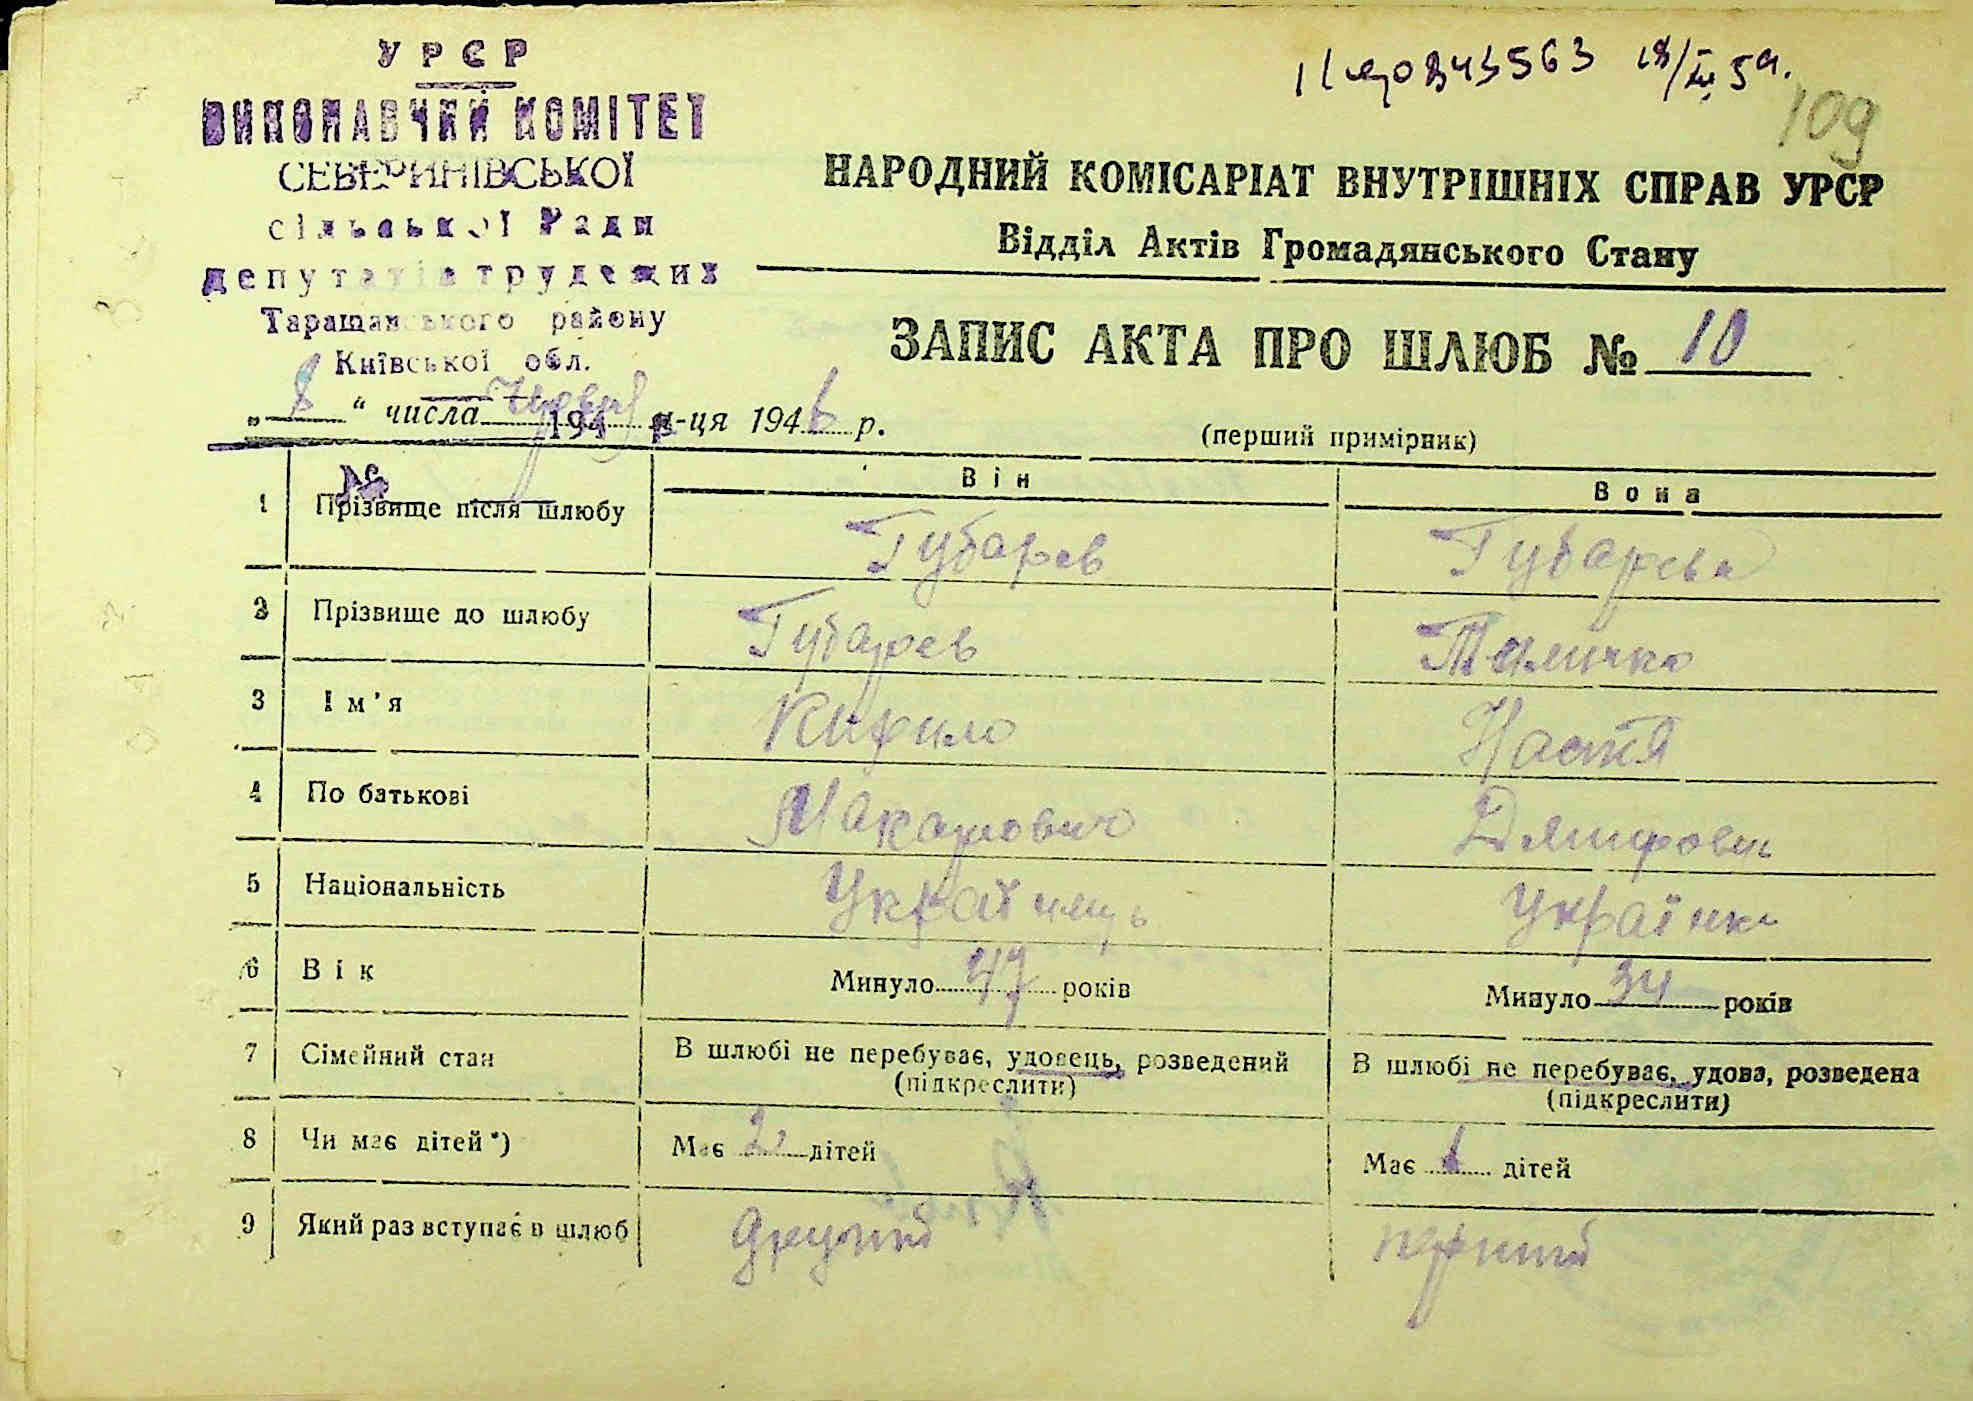 УРСР
ВИКОНАВЧИЙ КОМІТЕТ
СЕВЕРИНІВСЬКОЇ
сільської Ради
депутатів трудящих
Таращанського району
Київської обл.
194 р
№
43563 18/ 5
109
НАРОДНИЙ КОМІСАРІАТ ВНУТРІШНІХ СПРАВ УРСР
Відділ Актів Громадянського Стану
ЗАПИС АКТА ПРО ШЛЮБ № 10
„ 8 “ числа м-ця 1946 р.
(перший примірник)
Він Вона
1 Прізвище після шлюбу Губарев Губарева
2 Прізвище до шлюбу Губарев
3 Ім'я Кирило Настя
4 По батькові Макарович
5 Національність Українець Українка
6 Вік Минуло 47 років Минуло 34 років
7 Сімейний стан В шлюбі не перебуває, удовець, розведений (підкреслити) В шлюбі не перебуває, удова, розведена (підкреслити)
8 Чи має дітей*) Має 2 дітей Має 1 дітей
9 Який раз вступає в шлюб другий перший